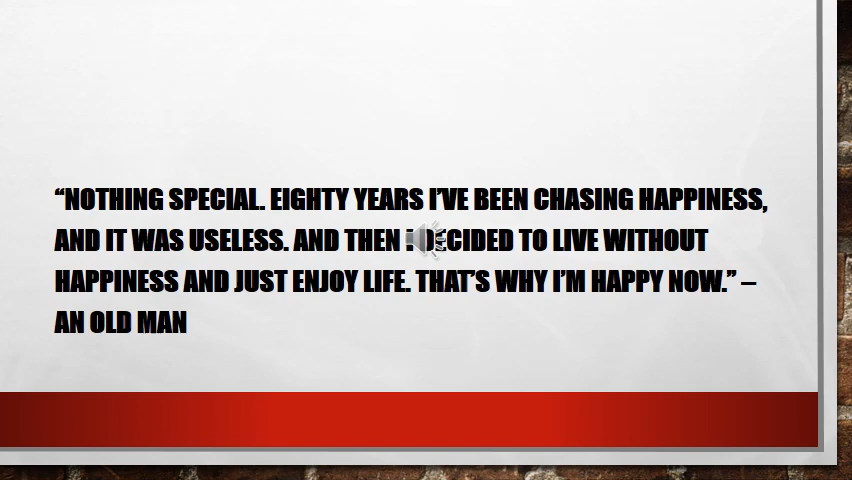 “NOTHING SPECIAL. EIGHTY YEARS I’VE BEEN CHASING HAPPINESS,
AND IT WAS USELESS. AND THEN I DECIDED TO LIVE WITHOUT
HAPPINESS AND JUST ENJOY LIFE. THAT’S WHY I’M HAPPY NOW.” –
AN OLD MAN